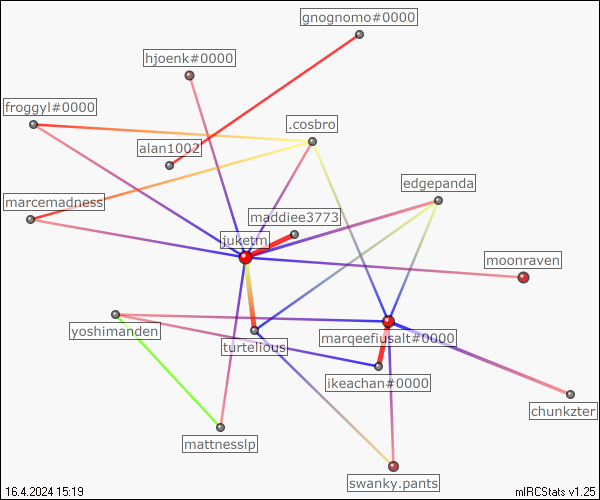 gnognomo#0000
hjoenk#0000
froggyl#0000
.cosbro
alan1002
edgepanda
marcemadness
maddiee3773
juketm
moonraven
yoshimanden
marqeefiusalt#0000
turtelious
ikeachan#0000
chunkzter
mattnesslp
swanky.pants
16.4.2024 15:19
mIRCStats v1.25